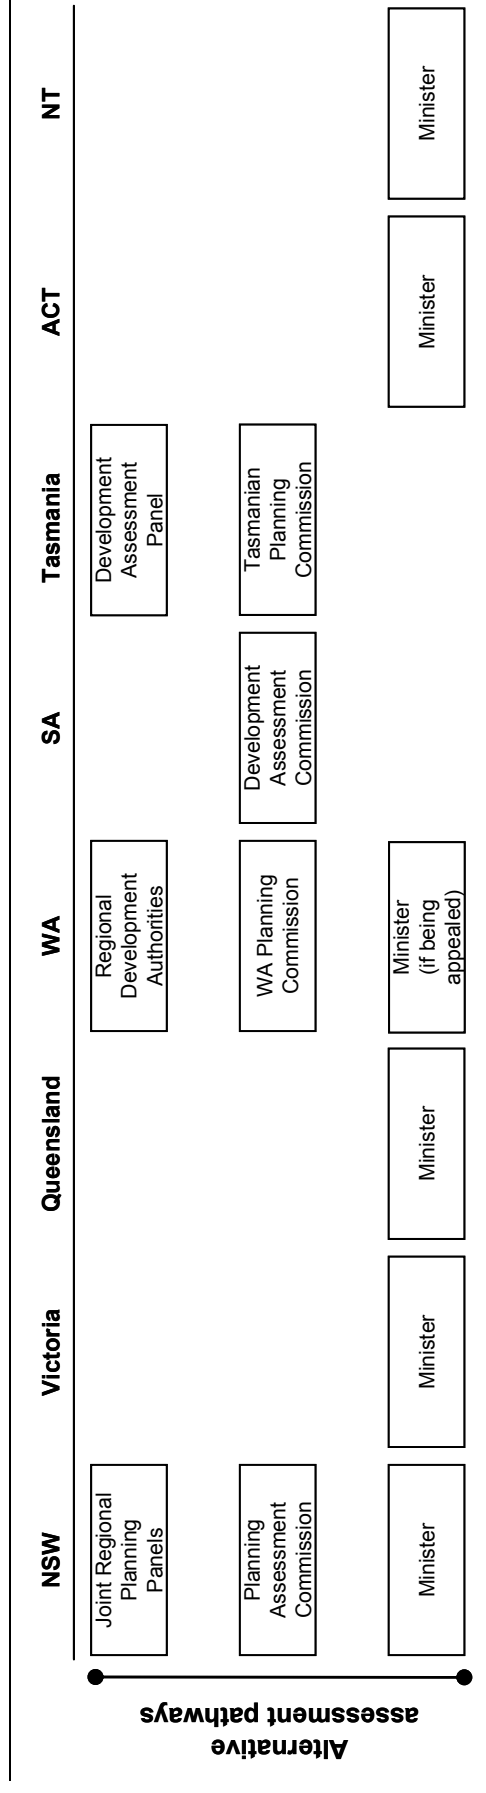 NSW
Victoria
Queensland
WA
SA
Tasmania
ACT
NT
Alternative
assessment pathways
Joint Regional
Planning
Panels
Regional
Development
Authorities
Development
Assessment
Panel
Planning
Assessment
Commission
WA Planning
Commission
Development
Assessment
Commission
Tasmanian
Planning
Commission
Minister
Minister
Minister
Minister
(if being
appealed)
Minister
Minister